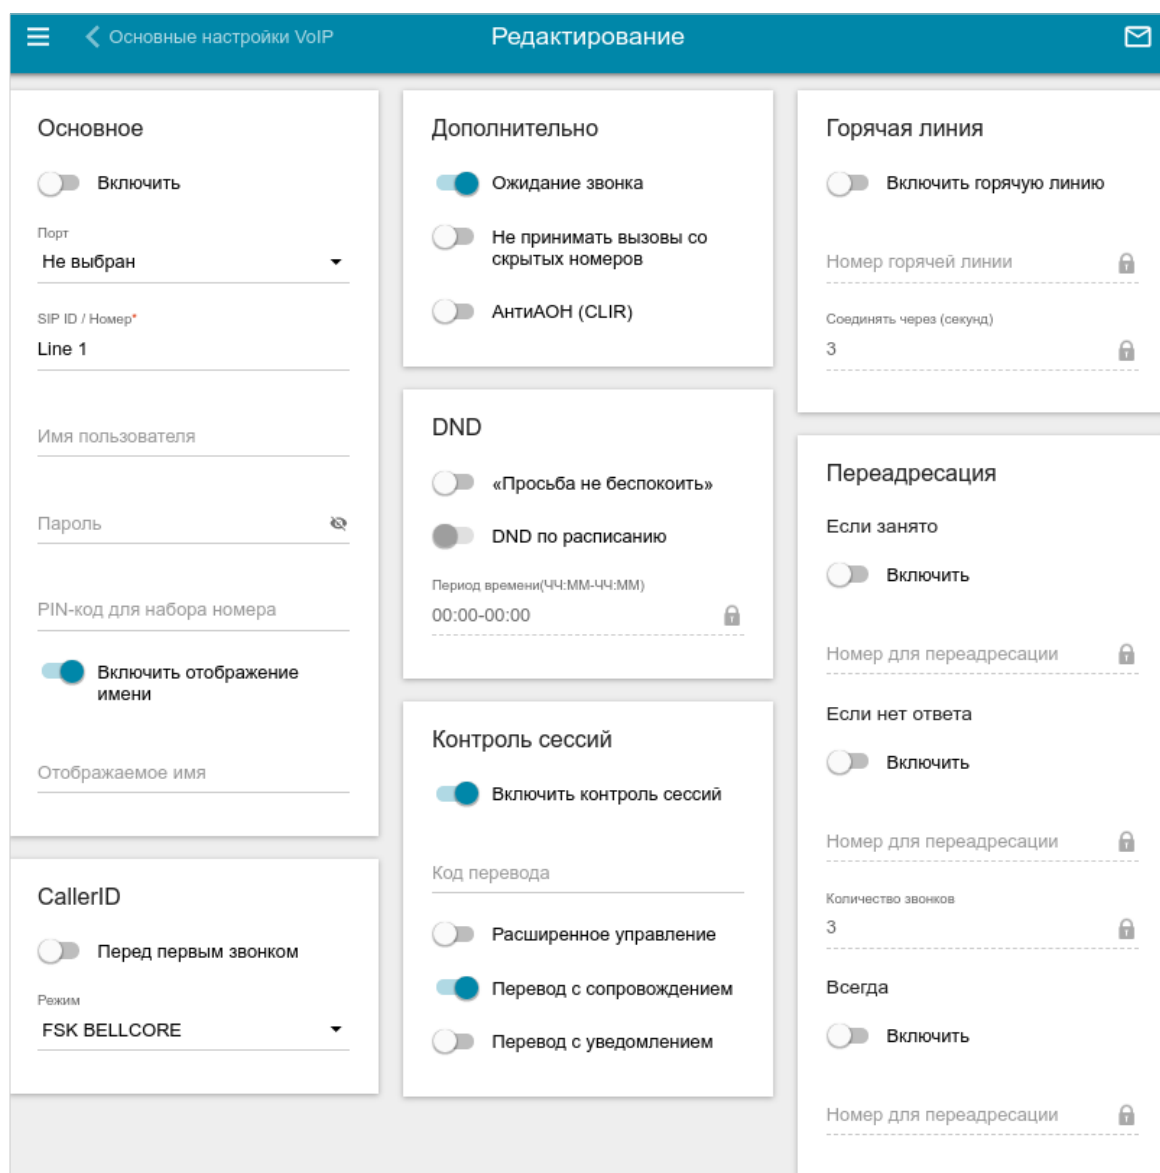 Основные настройки VoIP
Редактирование
Основное
Включить
Порт
Не выбран
SIP ID / Номер*
Line 1
Имя пользователя
Пароль
PIN-код для набора номера
Включить отображение
имени
Отображаемое имя
CallerID
Перед первым звонком
Режим
FSK BELLCORE
Дополнительно
Ожидание звонка
Не принимать вызовы со
скрытых номеров
АнтиАОН (CLIR)
DND
«Просьба не беспокоить»
DND по расписанию
Период времени(ЧЧ:ММ-ЧЧ:ММ)
00:00-00:00
Контроль сессий
Включить контроль сессий
Код перевода
Расширенное управление
Перевод с сопровождением
Перевод с уведомлением
Горячая линия
Включить горячую линию
Номер горячей линии
Соединять через (секунд)
3
Переадресация
Если занято
Включить
Номер для переадресации
Если нет ответа
Включить
Номер для переадресации
Количество звонков
3
Всегда
Включить
Номер для переадресации